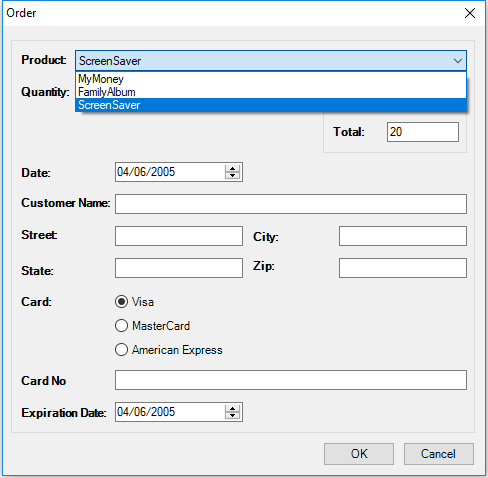 Order
Product: ScreenSaver
MyMoney
Quantity: FamilyAlbum
ScreenSaver
Total: 20
Date: 04/06/2005
Customer Name:
Street: City:
State: Zip:
Card: Visa
MasterCard
American Express
Card No
Expiration Date: 04/06/2005
OK Cancel